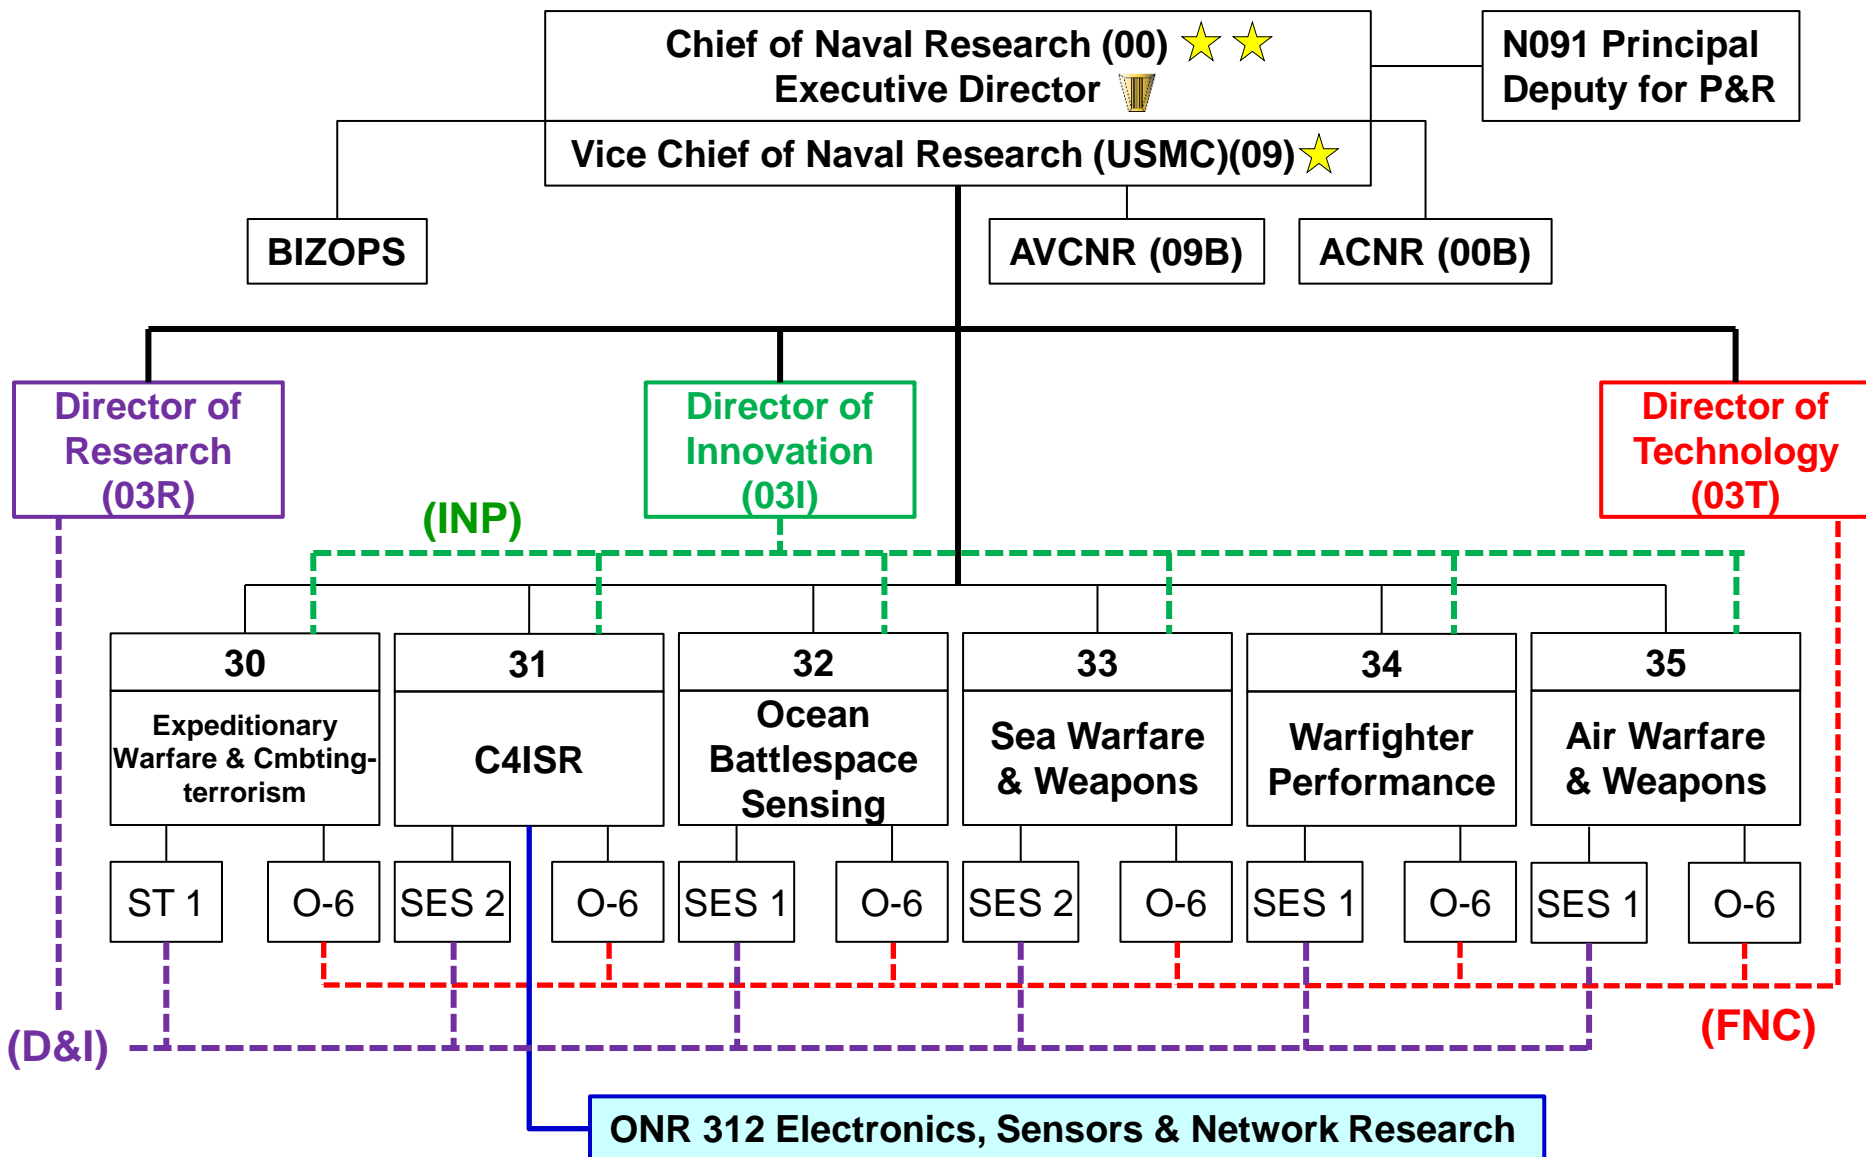 Chief of Naval Research (00)
Executive Director
N091 Principal
Deputy for P&R
Vice Chief of Naval Research (USMC)(09)
BIZOPS
AVCNR (09B)
ACNR (00B)
Director of
Research
(03R)
Director of
Innovation
(03I)
Director of
Technology
(03T)
(INP)
30
31
32
33
34
35
Expeditionary
Warfare & Cmbting-
terrorism
C4ISR
Ocean
Battlespace
Sensing
Sea Warfare
& Weapons
Warfighter
Performance
Air Warfare
& Weapons
ST 1
O-6
SES 2
O-6
SES 1
O-6
SES 2
O-6
SES 1
O-6
SES 1
O-6
(D&I)
(FNC)
ONR 312 Electronics, Sensors & Network Research